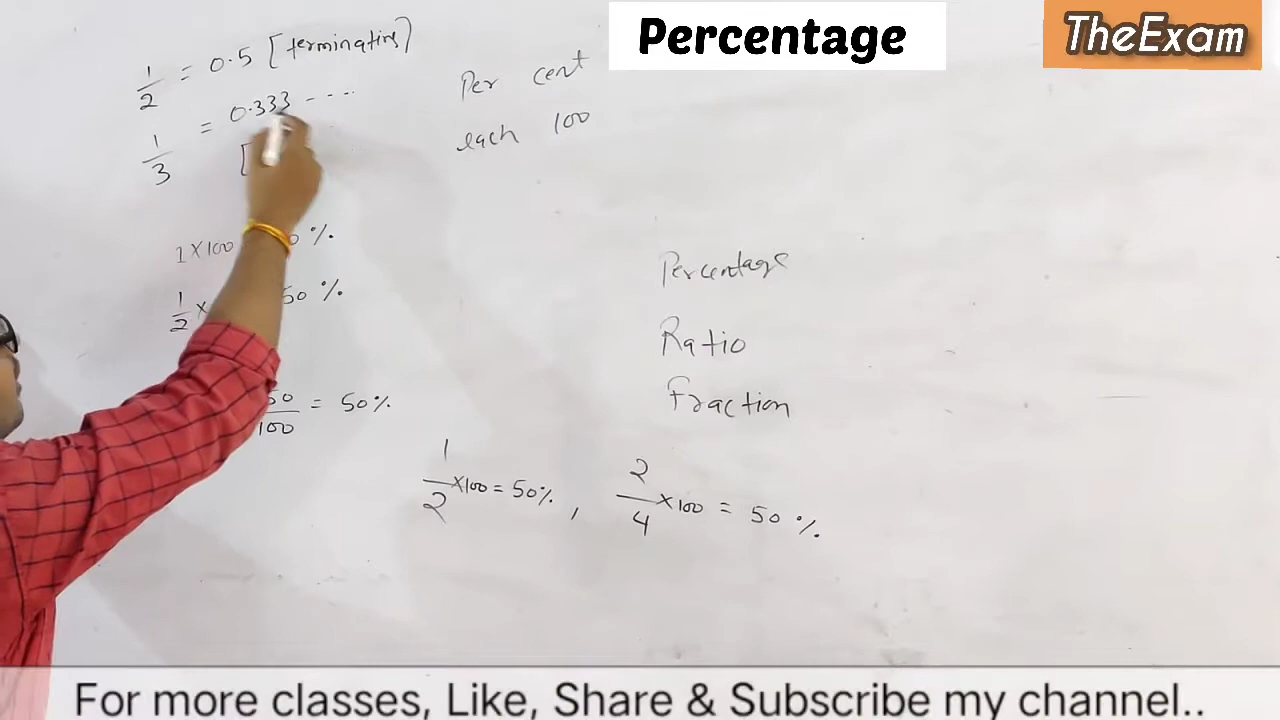 Percentage
TheExam
1/2 = 0.5 [terminating]
1/3 = 0.333 - - - -
[
Per cent
each 100
1 X 100 0 %
1/2 X 50 %
50/100 = 50%
Percentage
Ratio
Fraction
1/2 X 100 = 50% , 2/4 X 100 = 50 %
For more classes, Like, Share & Subscribe my channel..